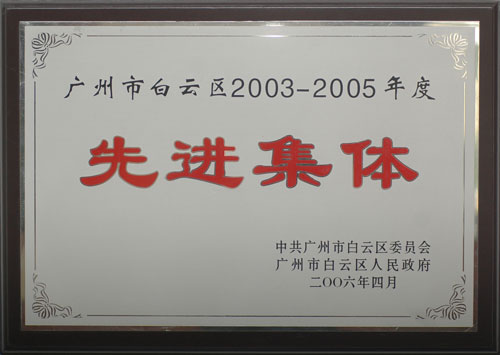 广州市白云区2003-2005年度
先进集体
中共广州市白云区委员会
广州市白云区人民政府
二OO六年四月